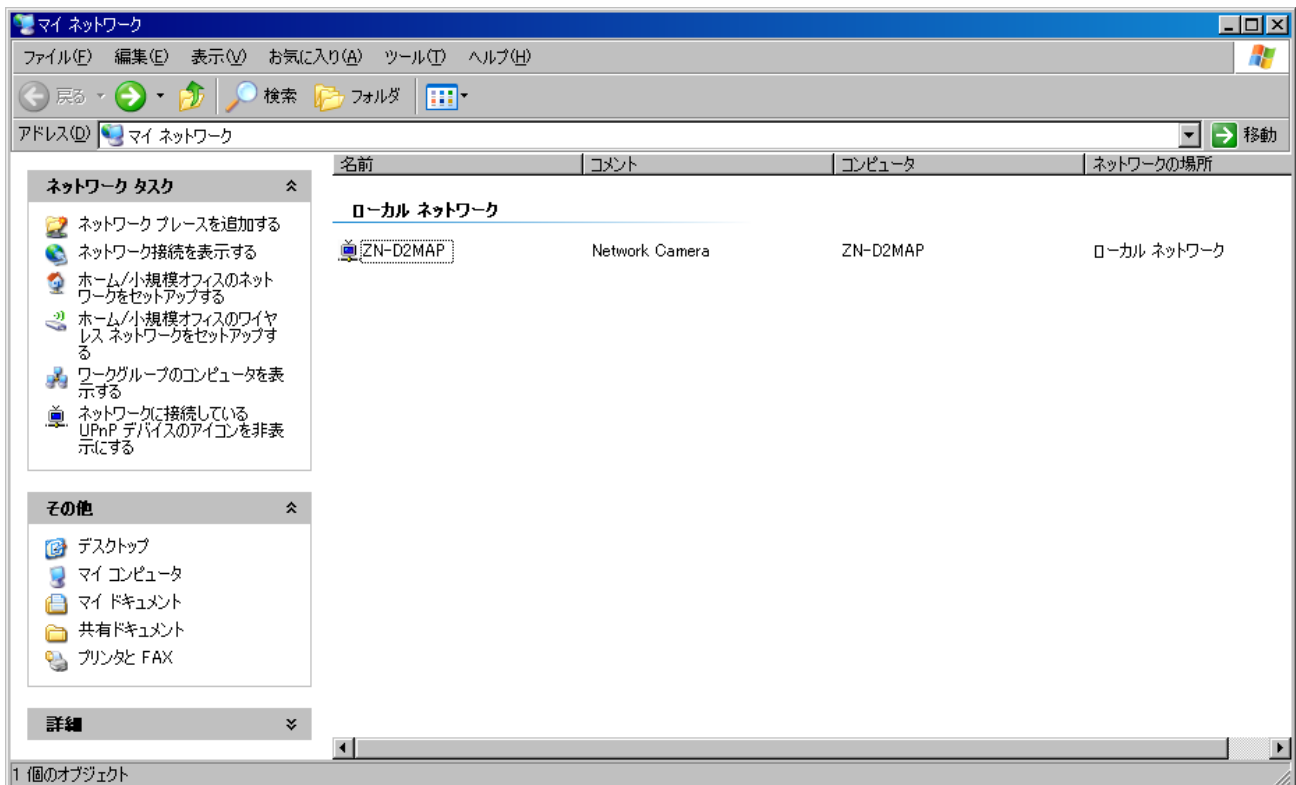 マイ ネットワーク
ファイル(F) 編集(E) 表示(V) お気に入り(A) ツール(T) ヘルプ(H)
戻る 検索 フォルダ
アドレス(D) マイ ネットワーク 移動
ネットワーク タスク
ネットワーク プレースを追加する
ネットワーク接続を表示する
ホーム/小規模オフィスのネット
ワークをセットアップする
ホーム/小規模オフィスのワイヤ
レス ネットワークをセットアップす
る
ワークグループのコンピュータを表
示する
ネットワークに接続している
UPnP デバイスのアイコンを非表
示にする
その他
デスクトップ
マイ コンピュータ
マイ ドキュメント
共有ドキュメント
プリンタと FAX
詳細
名前 コメント コンピュータ ネットワークの場所
ローカル ネットワーク
ZN-D2MAP Network Camera ZN-D2MAP ローカル ネットワーク
1 個のオブジェクト